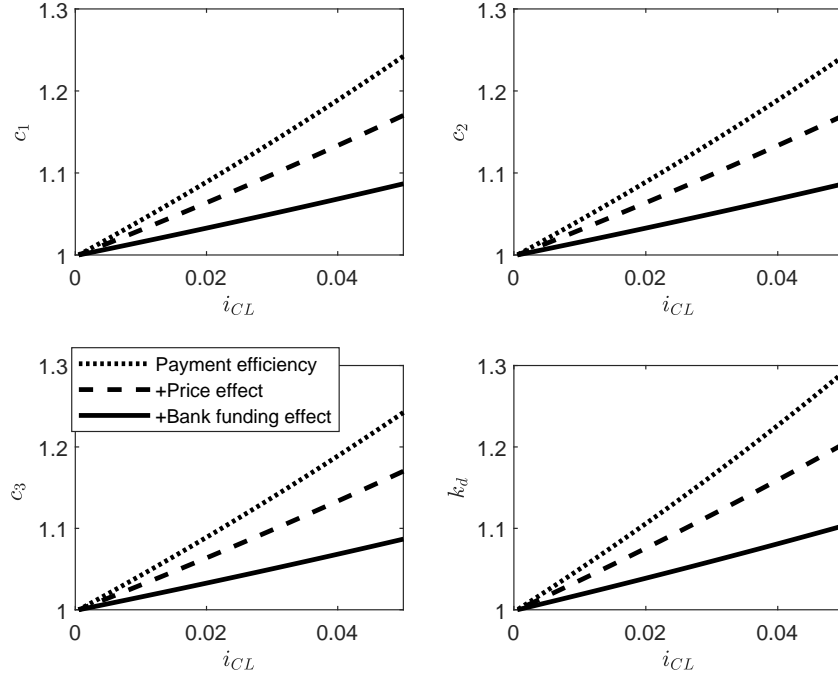 1.3
1.2
1.1
1
c1
0 0.02 0.04
iCL
1.3
1.2
1.1
1
c2
0 0.02 0.04
iCL
1.3
1.2
1.1
1
c3
Payment efficiency
+Price effect
+Bank funding effect
0 0.02 0.04
iCL
1.3
1.2
1.1
1
kd
0 0.02 0.04
iCL